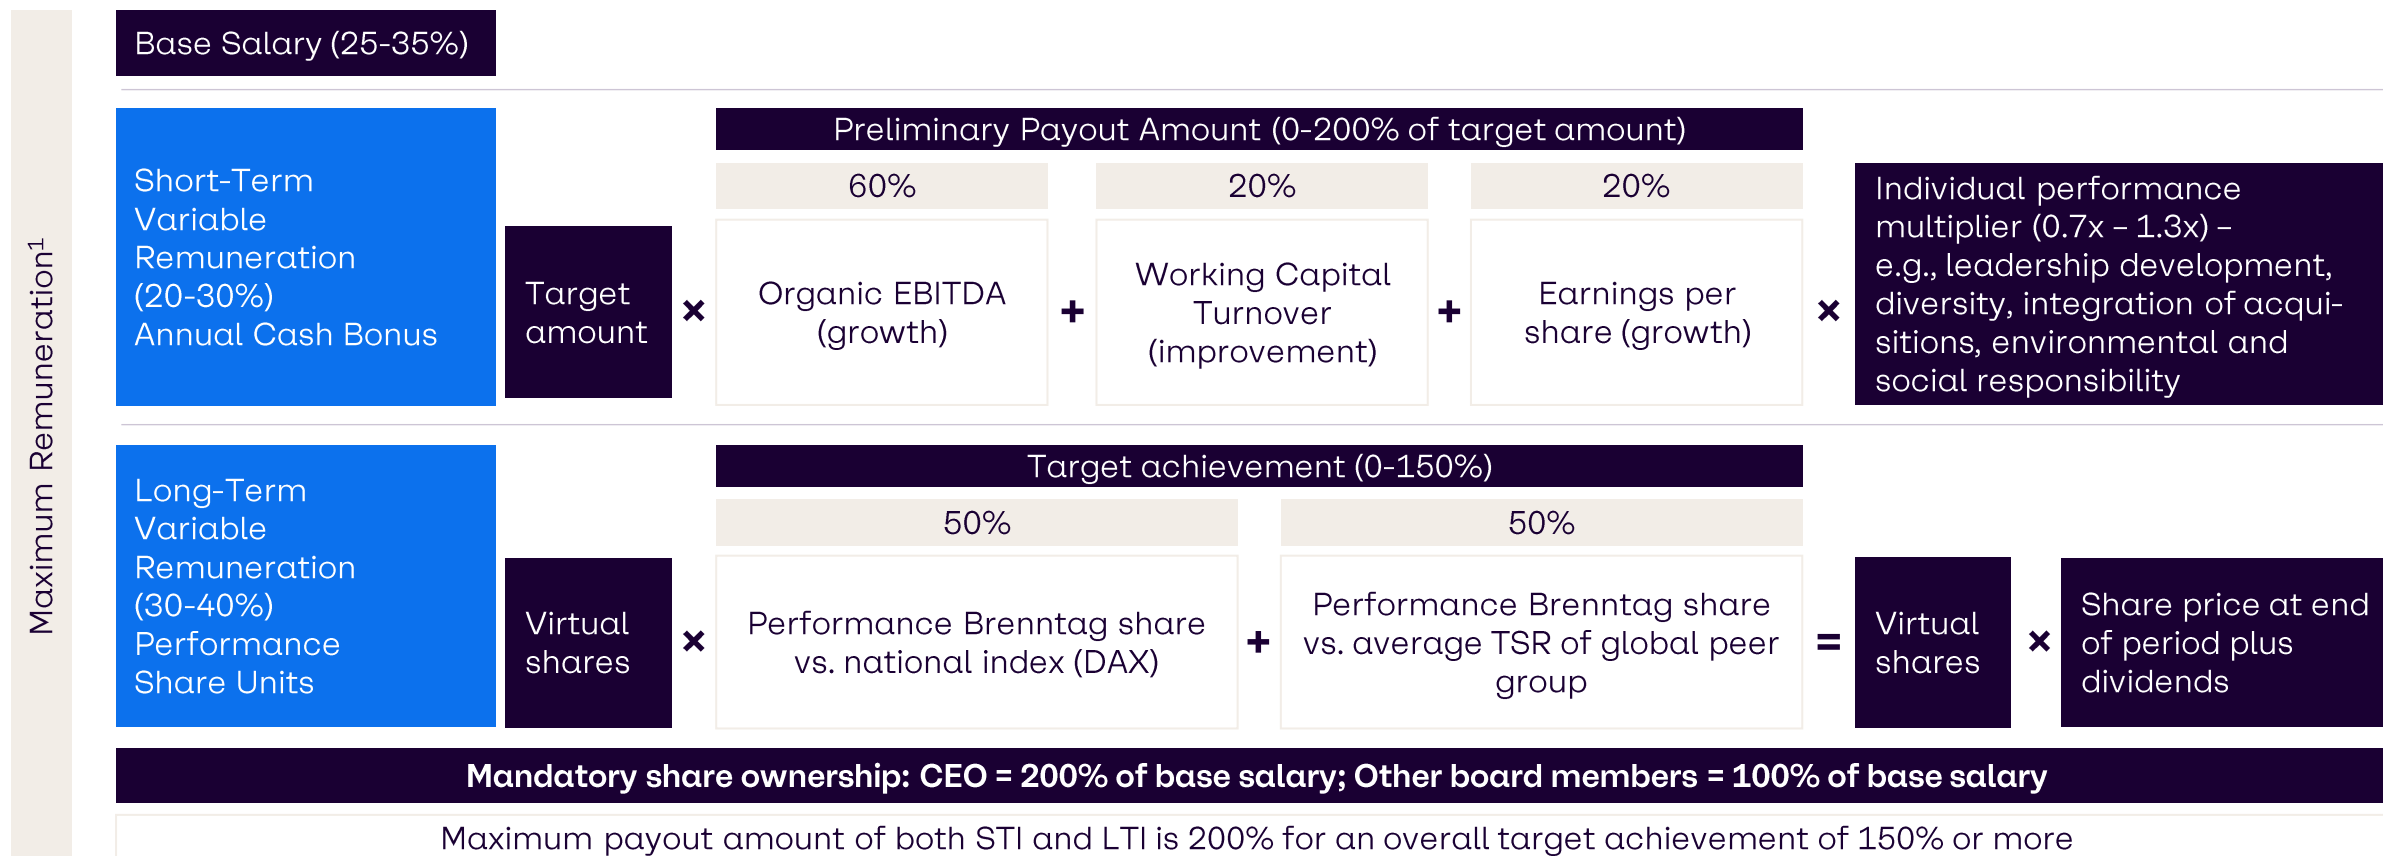 Maximum Remuneration¹
Base Salary (25-35%)
Short-Term
Variable
Remuneration
(20-30%)
Annual Cash Bonus
Target
amount
×
Preliminary Payout Amount (0-200% of target amount)
60%
Organic EBITDA
(growth)
+
20%
Working Capital
Turnover
(improvement)
+
20%
Earnings per
share (growth)
×
Individual performance
multiplier (0.7x – 1.3x) –
e.g., leadership development,
diversity, integration of acqui-
sitions, environmental and
social responsibility
Long-Term
Variable
Remuneration
(30-40%)
Performance
Share Units
Virtual
shares
×
Target achievement (0-150%)
50%
Performance Brenntag share
vs. national index (DAX)
+
50%
Performance Brenntag share
vs. average TSR of global peer
group
=
Virtual
shares
×
Share price at end
of period plus
dividends
Mandatory share ownership: CEO = 200% of base salary; Other board members = 100% of base salary
Maximum payout amount of both STI and LTI is 200% for an overall target achievement of 150% or more